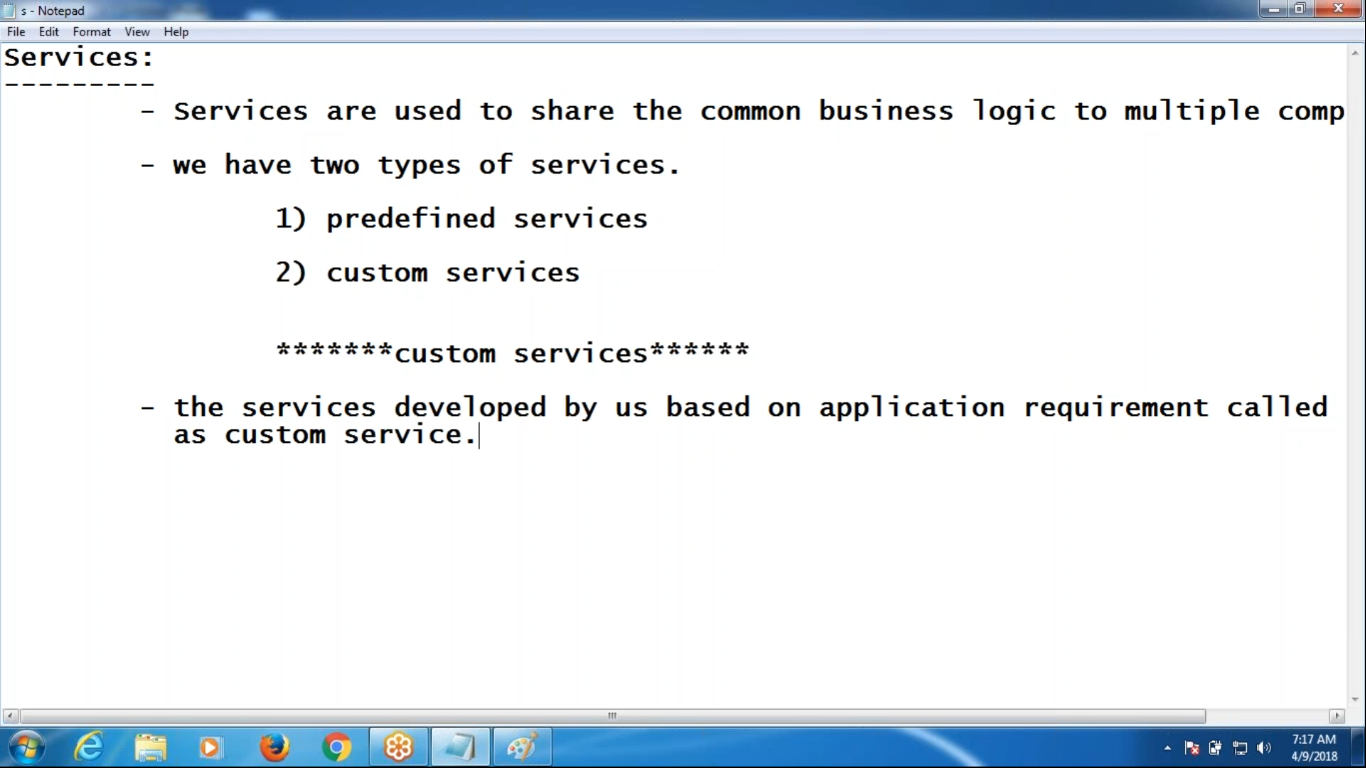 s - Notepad
File Edit Format View Help
Services:
---------
- Services are used to share the common business logic to multiple comp
- we have two types of services.
1) predefined services
2) custom services
*******custom services******
- the services developed by us based on application requirement called
as custom service.
7:17 AM
4/9/2018